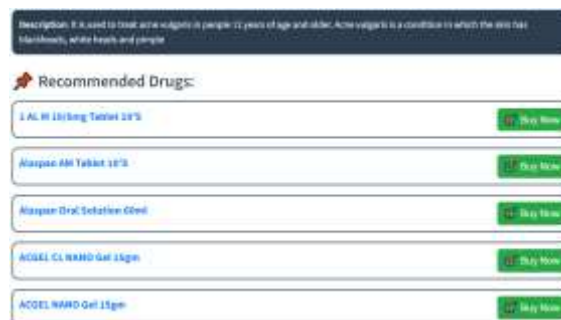 Description: It is used to treat acne vulgaris in people 12 years of age and older. Acne vulgaris is a condition in which the skin has
blackheads, white heads and pimple
Recommended Drugs:
1 AL M 10/5mg Tablet 10'S
Buy Now
Alaspan AM Tablet 10'S
Buy Now
Alaspan Oral Solution 60ml
Buy Now
ACGEL CL NANO Gel 15gm
Buy Now
ACGEL NANO Gel 15gm
Buy Now